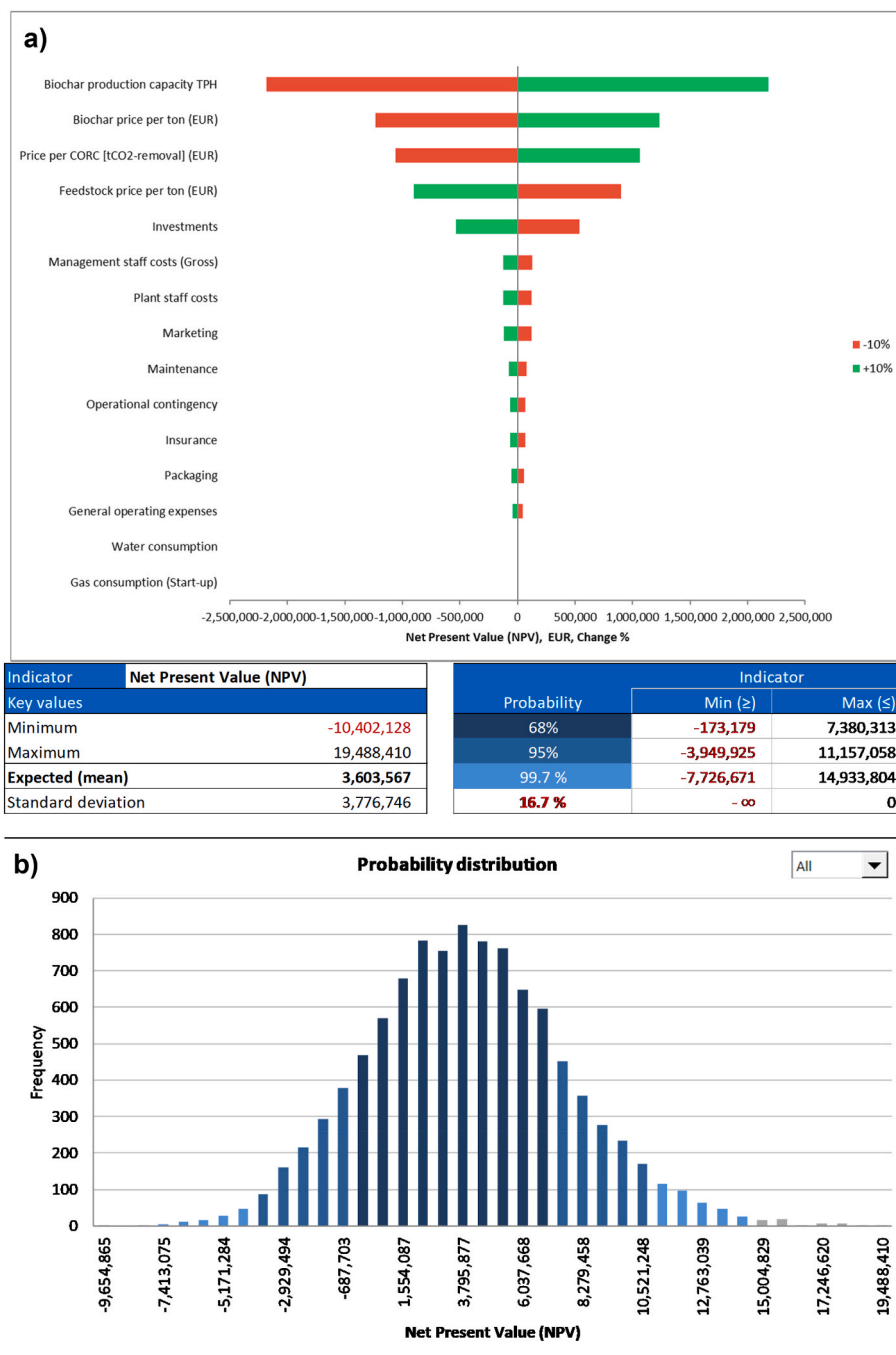 a)
Biochar production capacity TPH
Biochar price per ton (EUR)
Price per CORC [tCO2-removal] (EUR)
Feedstock price per ton (EUR)
Investments
Management staff costs (Gross)
Plant staff costs
Marketing
Maintenance
Operational contingency
Insurance
Packaging
General operating expenses
Water consumption
Gas consumption (Start-up)
-10%
+10%
-2,500,000 -2,000,000 -1,500,000 -1,000,000 -500,000 0 500,000 1,000,000 1,500,000 2,000,000 2,500,000
Net Present Value (NPV), EUR, Change %
Indicator Net Present Value (NPV)
Key values
Minimum -10,402,128
Maximum 19,488,410
Expected (mean) 3,603,567
Standard deviation 3,776,746
Indicator
Probability Min (≥) Max (≤)
68% -173,179 7,380,313
95% -3,949,925 11,157,058
99.7 % -7,726,671 14,933,804
16.7 % - ∞ 0
b)
Probability distribution
All
900
800
700
600
500
400
300
200
100
0
Frequency
-9,654,865
-7,413,075
-5,171,284
-2,929,494
-687,703
1,554,087
3,795,877
6,037,668
8,279,458
10,521,248
12,763,039
15,004,829
17,246,620
19,488,410
Net Present Value (NPV)